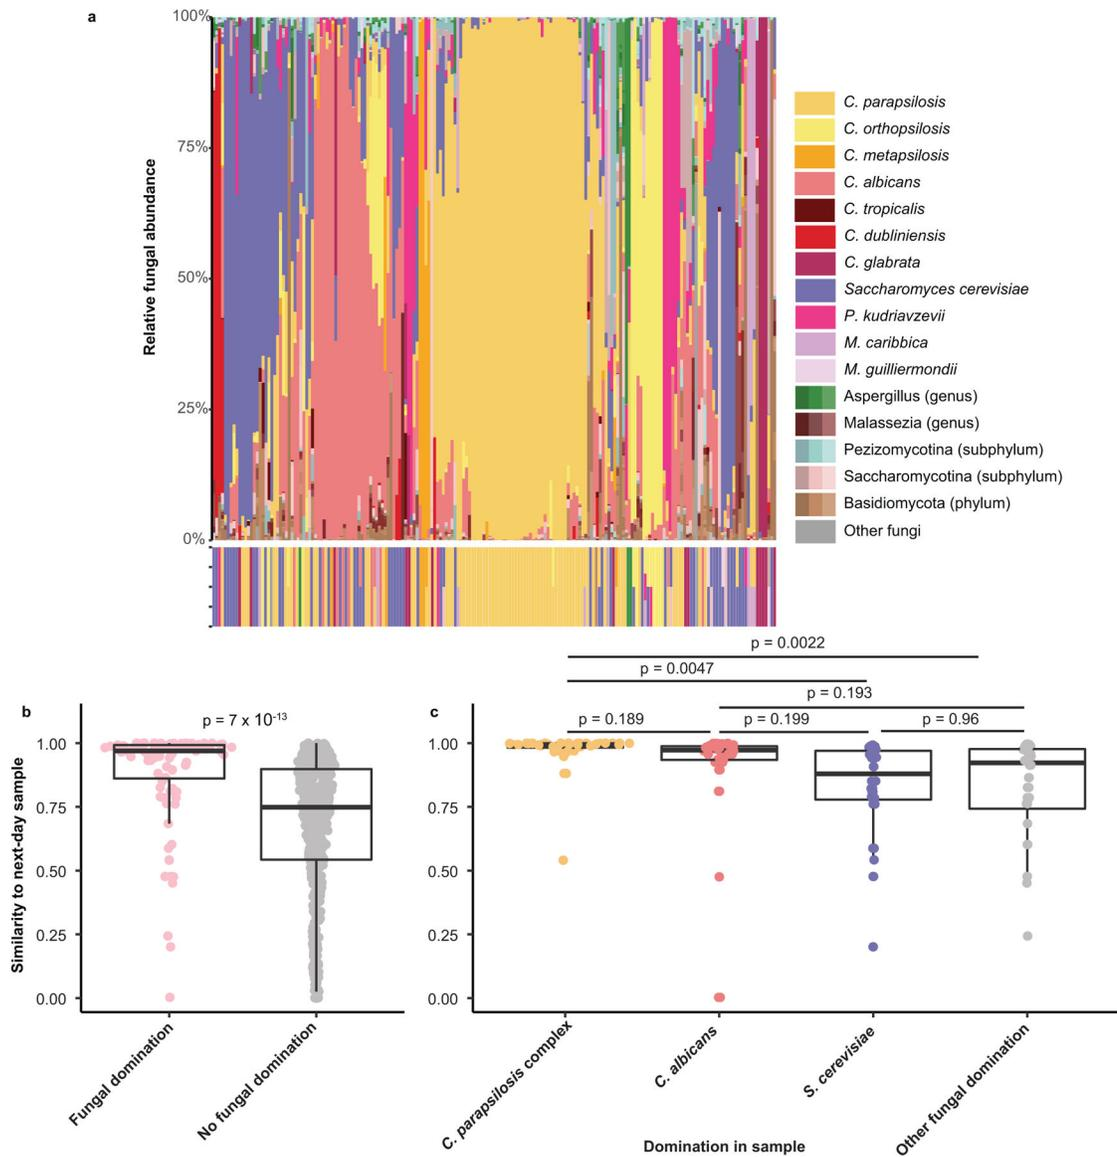 a
100%
75%
50%
25%
0%
Relative fungal abundance
C. parapsilosis
C. orthopsilosis
C. metapsilosis
C. albicans
C. tropicalis
C. dubliniensis
C. glabrata
Saccharomyces cerevisiae
P. kudriavzevii
M. caribbica
M. guilliermondii
Aspergillus (genus)
Malassezia (genus)
Pezizomycotina (subphylum)
Saccharomycotina (subphylum)
Basidiomycota (phylum)
Other fungi
b
p = 7 x 10-13
1.00
0.75
0.50
0.25
0.00
Similarity to next-day sample
Fungal domination
No fungal domination
c
p = 0.0022
p = 0.0047
p = 0.193
p = 0.189
p = 0.199
p = 0.96
1.00
0.75
0.50
0.25
0.00
C. parapsilosis complex
C. albicans
S. cerevisiae
Other fungal domination
Domination in sample